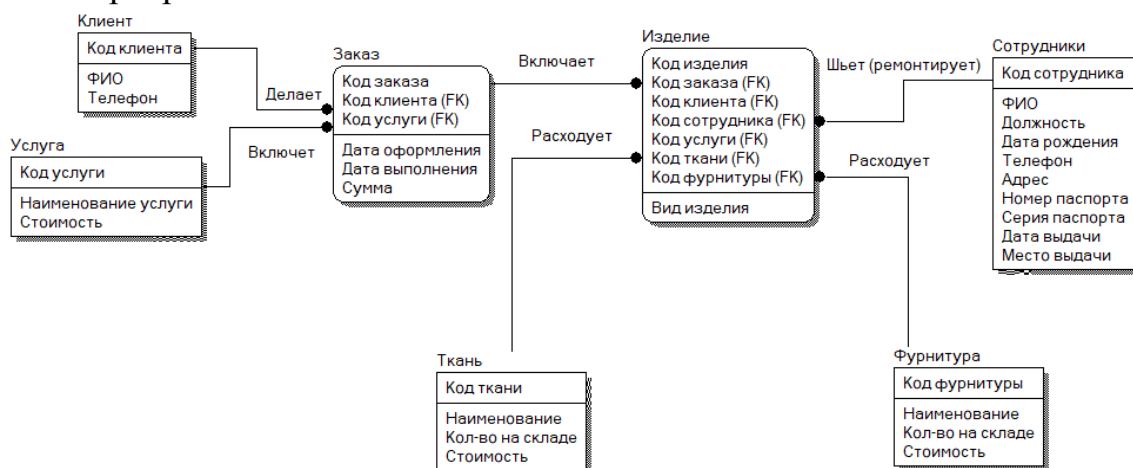 Клиент
Код клиента
ФИО
Телефон
Услуга
Код услуги
Наименование услуги
Стоимость
Делает
Включет
Заказ
Код заказа
Код клиента (FK)
Код услуги (FK)
Дата оформления
Дата выполнения
Сумма
Включает
Расходует
Изделие
Код изделия
Код заказа (FK)
Код клиента (FK)
Код сотрудника (FK)
Код услуги (FK)
Код ткани (FK)
Код фурнитуры (FK)
Вид изделия
Шьет (ремонтирует)
Расходует
Сотрудники
Код сотрудника
ФИО
Должность
Дата рождения
Телефон
Адрес
Номер паспорта
Серия паспорта
Дата выдачи
Место выдачи
Ткань
Код ткани
Наименование
Кол-во на складе
Стоимость
Фурнитура
Код фурнитуры
Наименование
Кол-во на складе
Стоимость